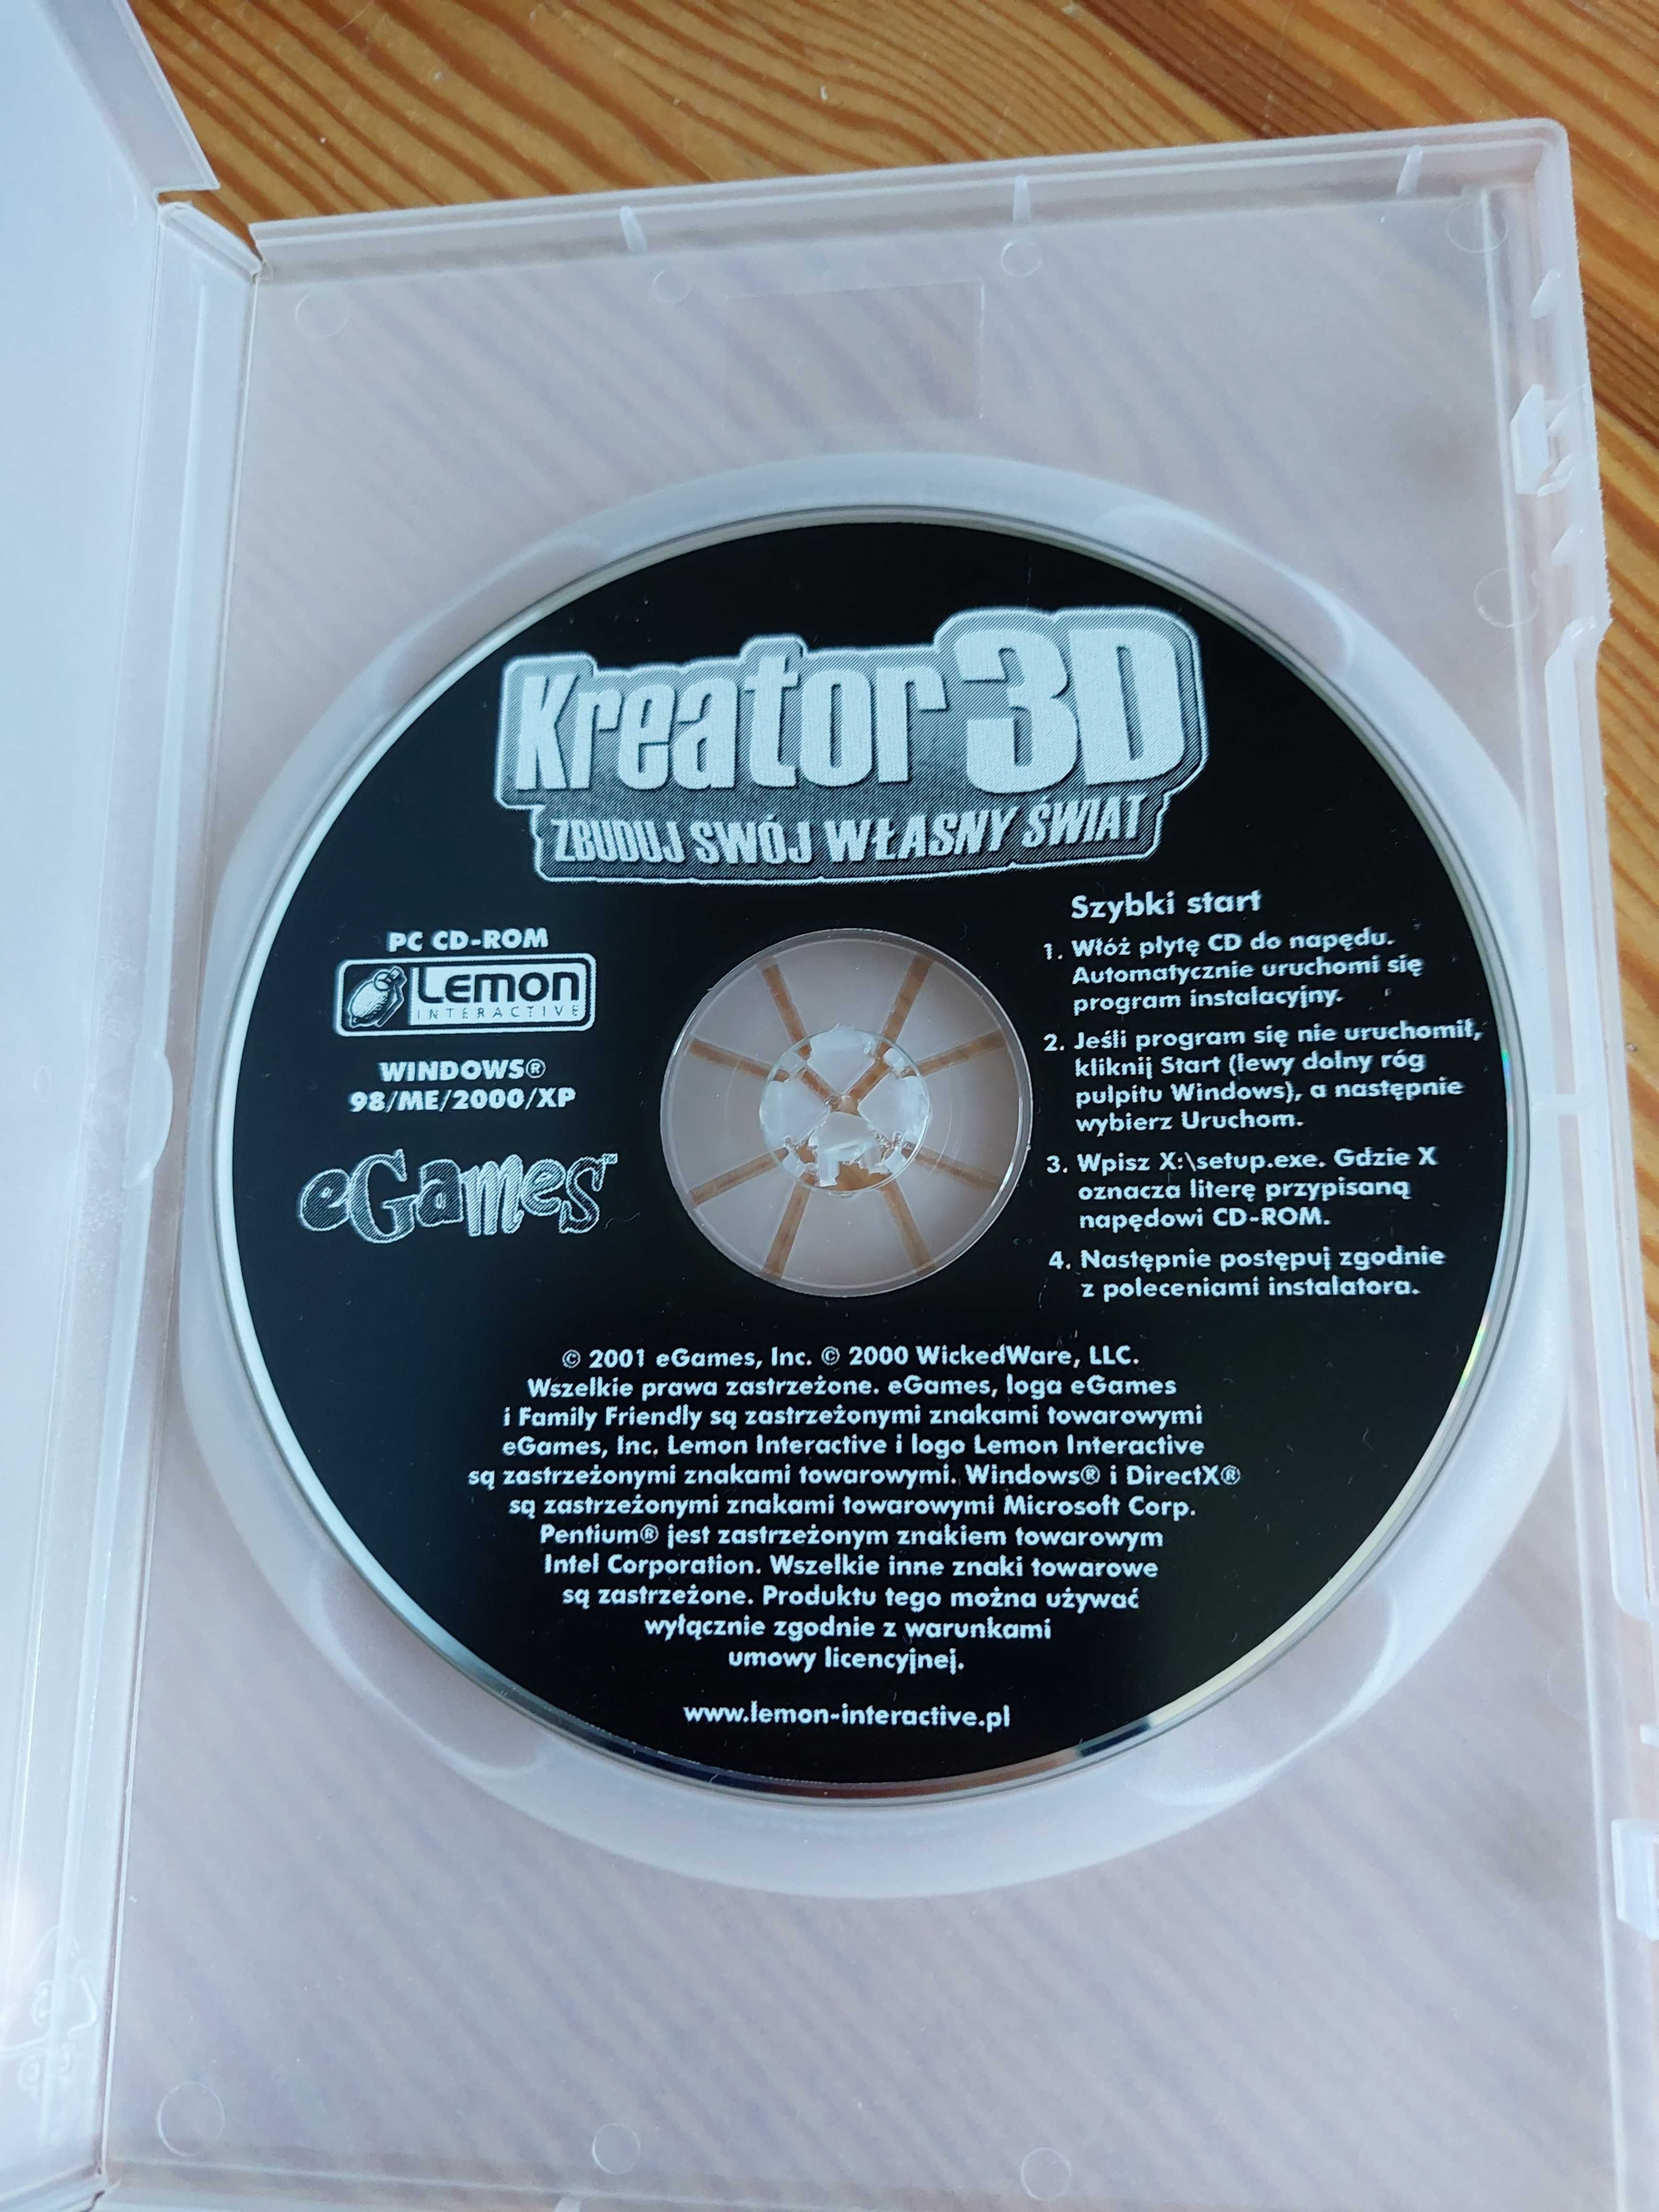 Kreator 3D
ZBUDUJ SWÓJ WŁASNY ŚWIAT
PC CD-ROM
Lemon
INTERACTIVE
WINDOWS®
98/ME/2000/XP
eGames™
Szybki start
1. Włóż płytę CD do napędu.
Automatycznie uruchomi się
program instalacyjny.
2. Jeśli program się nie uruchomił,
kliknij Start (lewy dolny róg
pulpitu Windows), a następnie
wybierz Uruchom.
3. Wpisz X:\setup.exe. Gdzie X
oznacza literę przypisaną
napędowi CD-ROM.
4. Następnie postępuj zgodnie
z poleceniami instalatora.
© 2001 eGames, Inc. © 2000 WickedWare, LLC.
Wszelkie prawa zastrzeżone. eGames, loga eGames
i Family Friendly są zastrzeżonymi znakami towarowymi
eGames, Inc. Lemon Interactive i logo Lemon Interactive
są zastrzeżonymi znakami towarowymi. Windows® i DirectX®
są zastrzeżonymi znakami towarowymi Microsoft Corp.
Pentium® jest zastrzeżonym znakiem towarowym
Intel Corporation. Wszelkie inne znaki towarowe
są zastrzeżone. Produktu tego można używać
wyłącznie zgodnie z warunkami
umowy licencyjnej.
www.lemon-interactive.pl